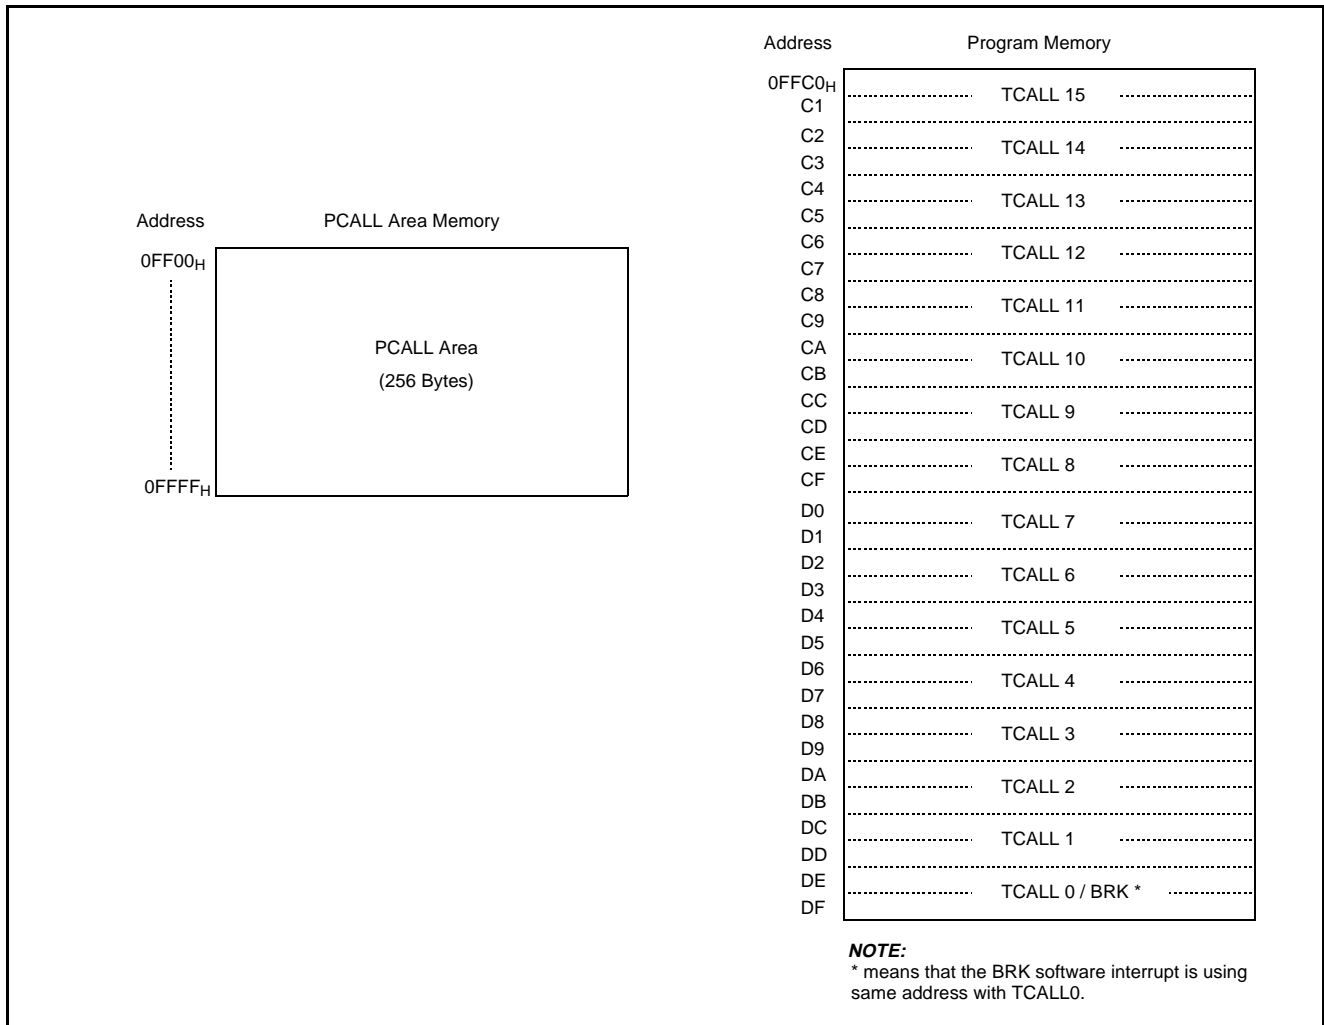 Address PCALL Area Memory
0FF00H
PCALL Area
(256 Bytes)
0FFFFH
Address Program Memory
0FFC0H
C1
TCALL 15
C2
C3
TCALL 14
C4
C5
TCALL 13
C6
C7
TCALL 12
C8
C9
TCALL 11
CA
CB
TCALL 10
CC
CD
TCALL 9
CE
CF
TCALL 8
D0
D1
TCALL 7
D2
D3
TCALL 6
D4
D5
TCALL 5
D6
D7
TCALL 4
D8
D9
TCALL 3
DA
DB
TCALL 2
DC
DD
TCALL 1
DE
DF
TCALL 0 / BRK *
NOTE:
* means that the BRK software interrupt is using
same address with TCALL0.